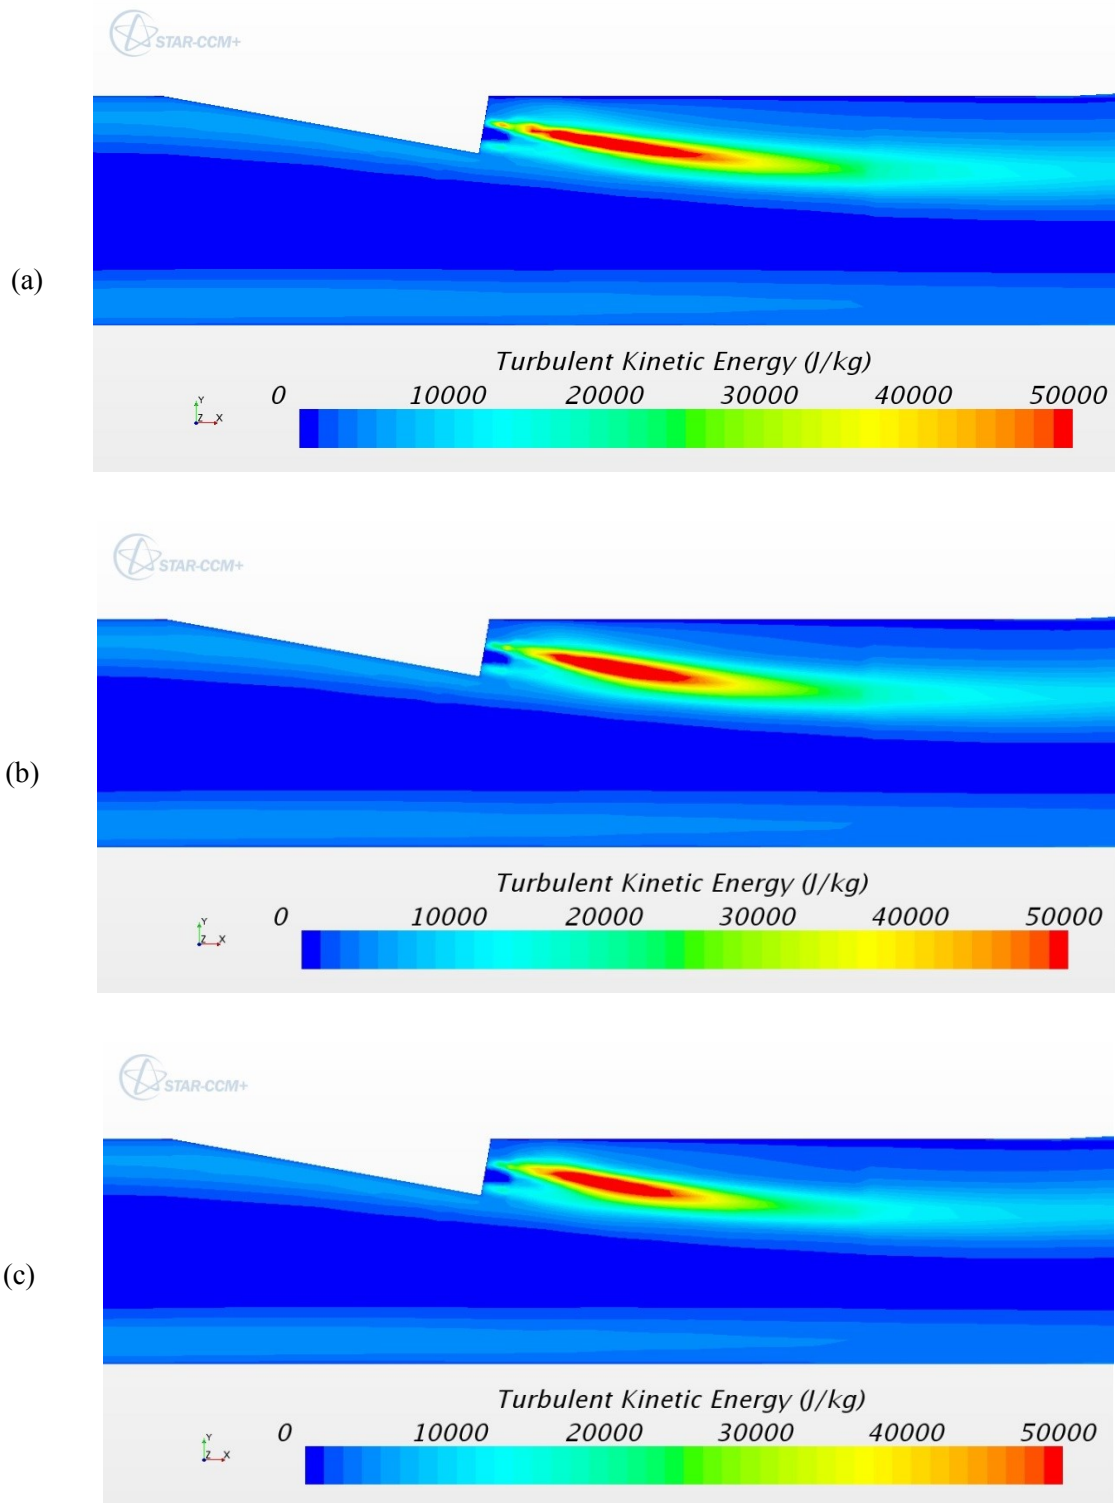 STAR-CCM+
(a)
Turbulent Kinetic Energy (J/kg)
0 10000 20000 30000 40000 50000
Y
Z X
STAR-CCM+
(b)
Turbulent Kinetic Energy (J/kg)
0 10000 20000 30000 40000 50000
Y
Z X
STAR-CCM+
(c)
Turbulent Kinetic Energy (J/kg)
0 10000 20000 30000 40000 50000
Y
Z X